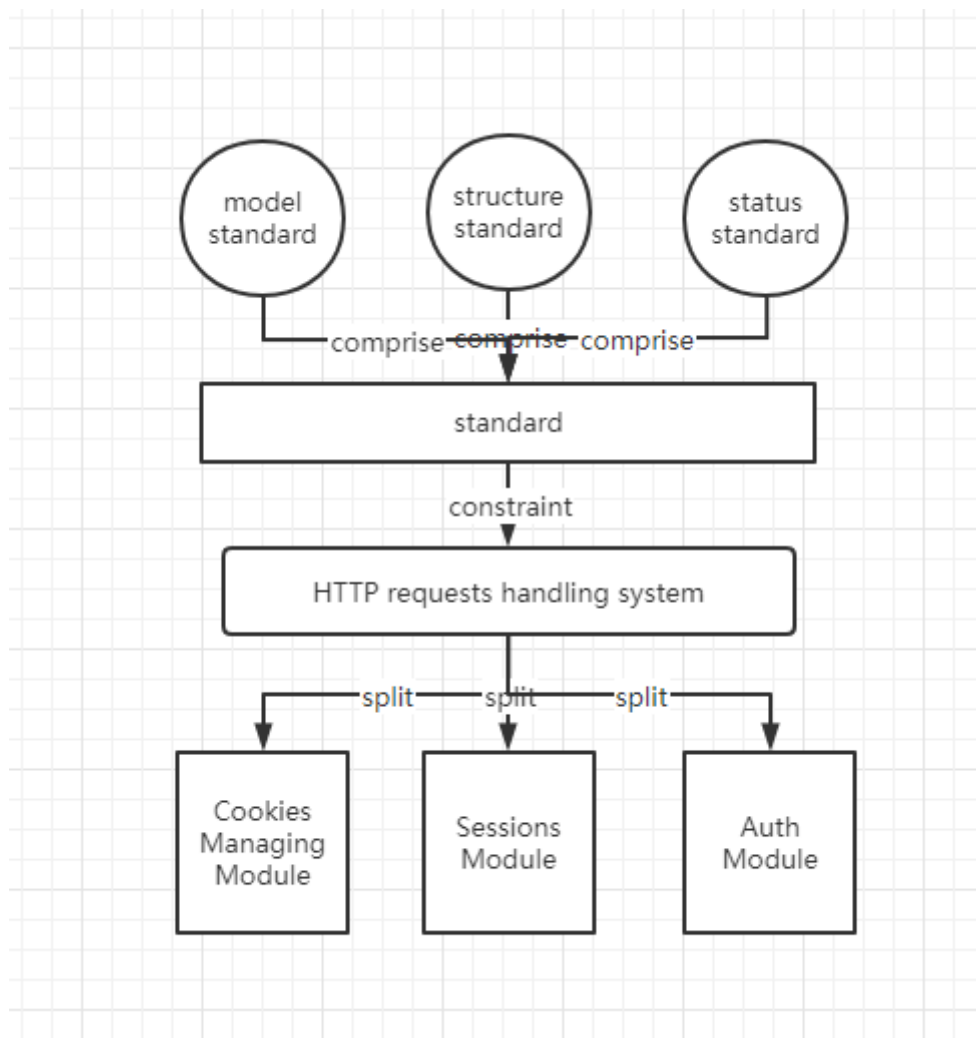 model
standard
structure
standard
status
standard
comprise
comprise
comprise
standard
constraint
HTTP requests handling system
split
split
split
Cookies
Managing
Module
Sessions
Module
Auth
Module